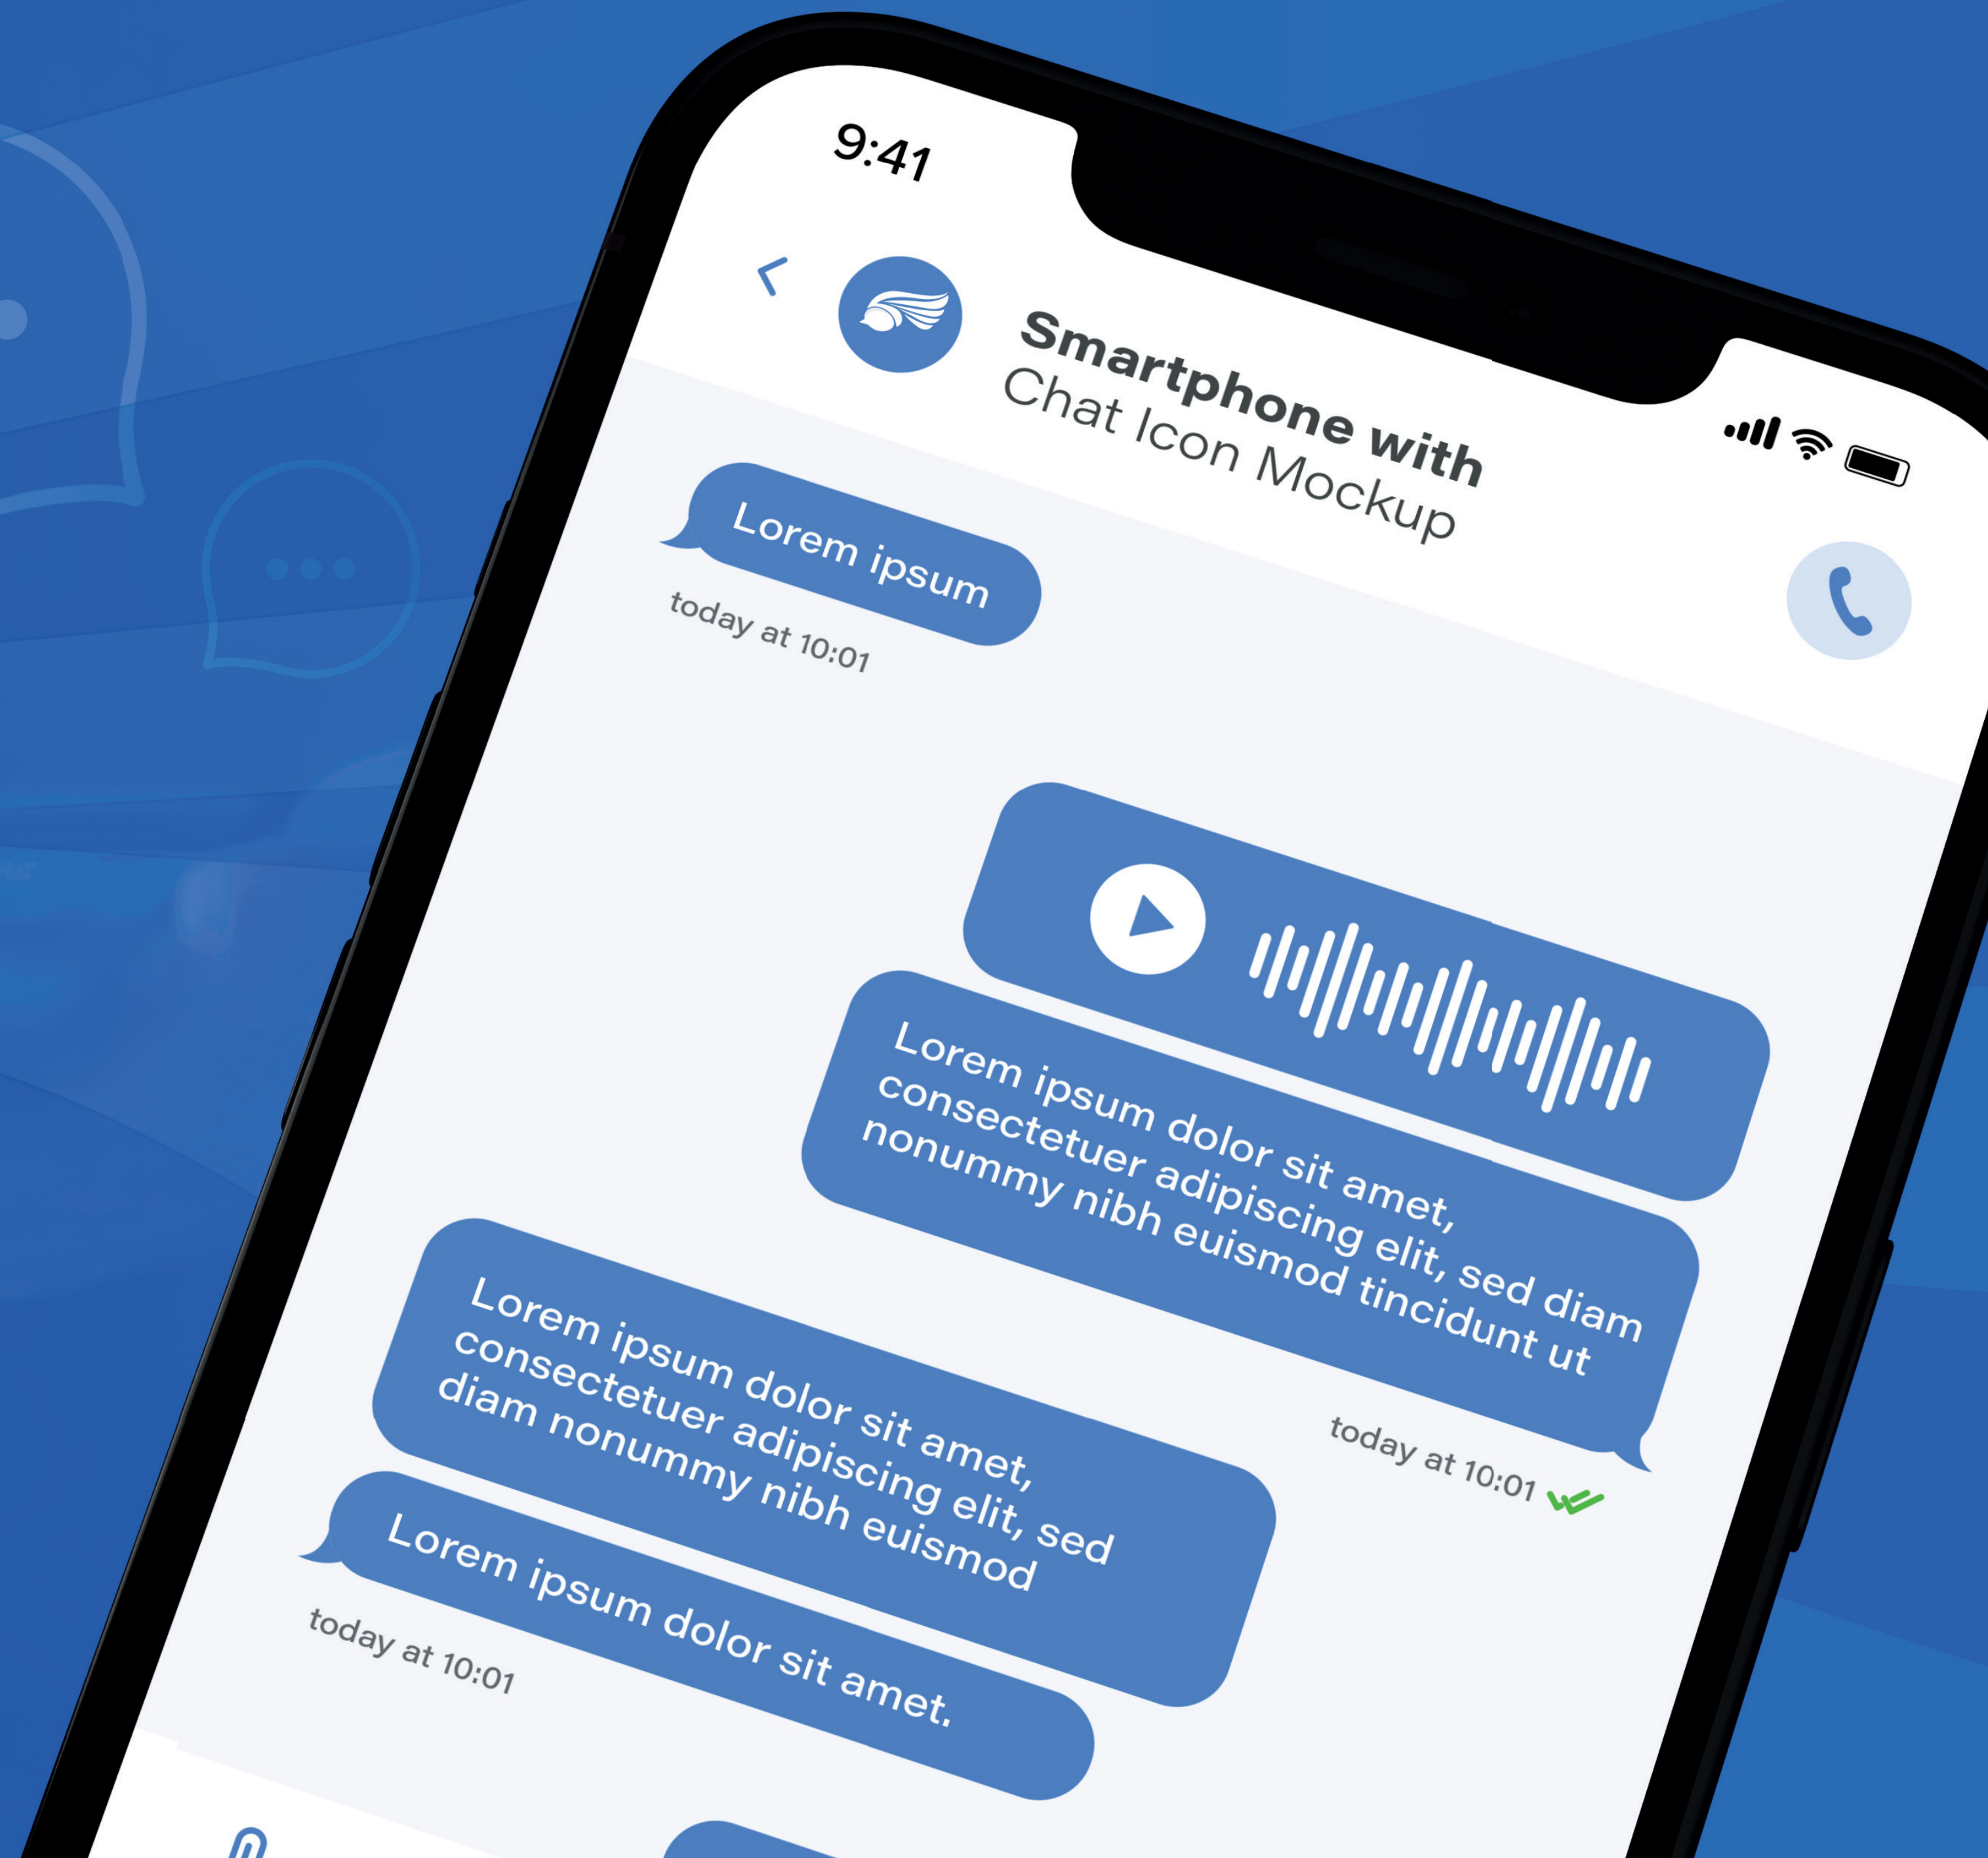 9:41
Smartphone with
Chat Icon Mockup
Lorem ipsum
today at 10:01
Lorem ipsum dolor sit amet,
consectetuer adipiscing elit, sed diam
nonummy nibh euismod tincidunt ut
today at 10:01
Lorem ipsum dolor sit amet,
consectetuer adipiscing elit, sed
diam nonummy nibh euismod
Lorem ipsum dolor sit amet.
today at 10:01